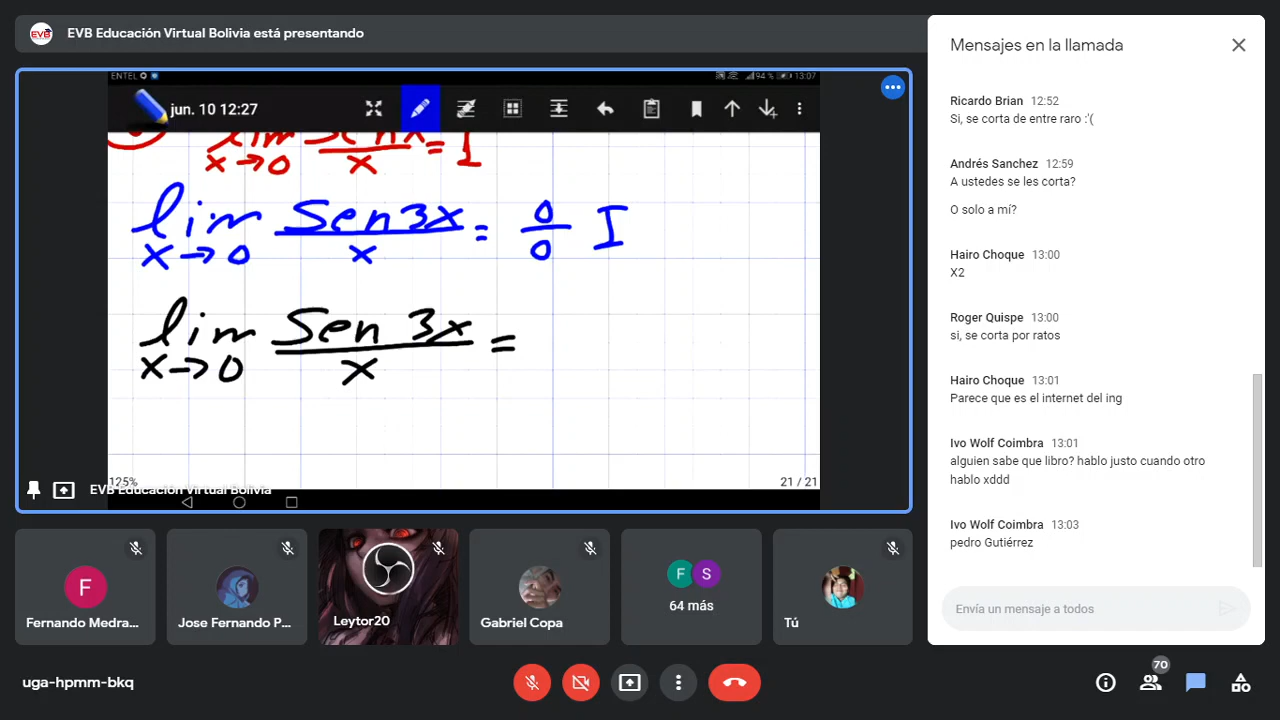 EVB Educación Virtual Bolivia está presentando
ENTEL
94 % 13:07
jun. 10 12:27
lim Sen x = 1
x→0 x
lim Sen 3x = 0 I
x→0 x 0
lim Sen 3x =
x→0 x
125%
21 / 21
EVB Educación Virtual Bolivia
F
Fernando Medra...
Jose Fernando P...
Leytor20
Gabriel Copa
F S
64 más
Tú
uga-hpmm-bkq
70
Mensajes en la llamada
Ricardo Brian 12:52
Si, se corta de entre raro :'(
Andrés Sanchez 12:59
A ustedes se les corta?
O solo a mí?
Hairo Choque 13:00
X2
Roger Quispe 13:00
si, se corta por ratos
Hairo Choque 13:01
Parece que es el internet del ing
Ivo Wolf Coimbra 13:01
alguien sabe que libro? hablo justo cuando otro
hablo xddd
Ivo Wolf Coimbra 13:03
pedro Gutiérrez
Envía un mensaje a todos